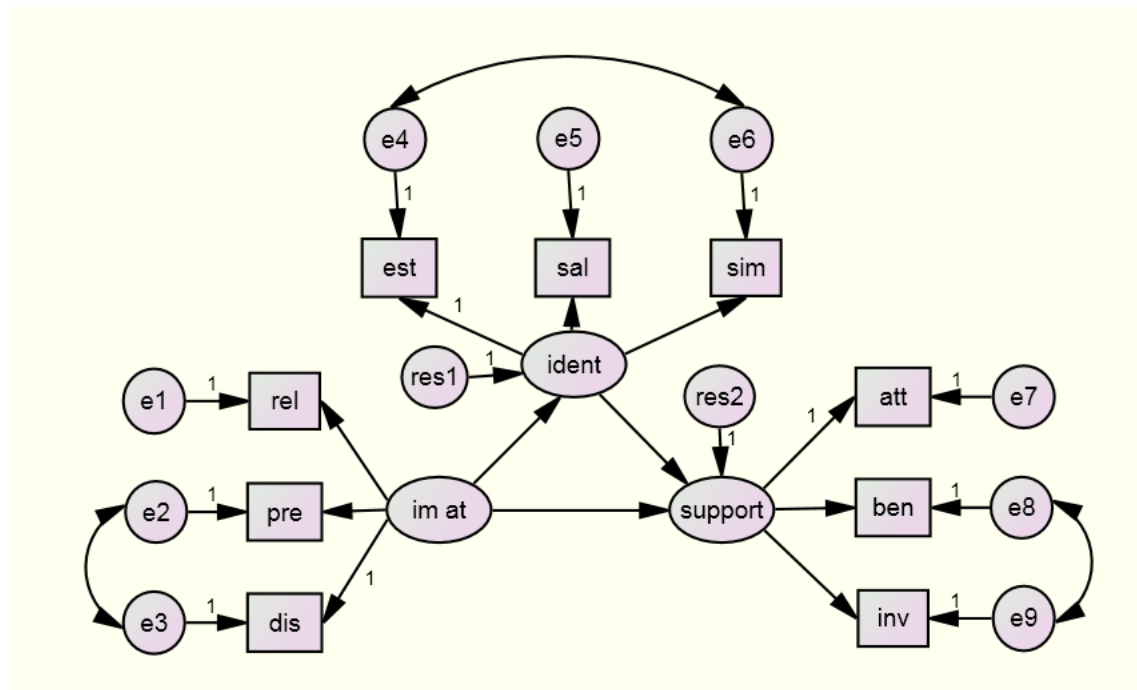 e4
e5
e6
1
1
1
est
sal
sim
1
res1
1
ident
e1
1
rel
res2
1
1
att
1
e7
e2
1
pre
im at
support
ben
1
e8
1
e3
1
dis
inv
1
e9